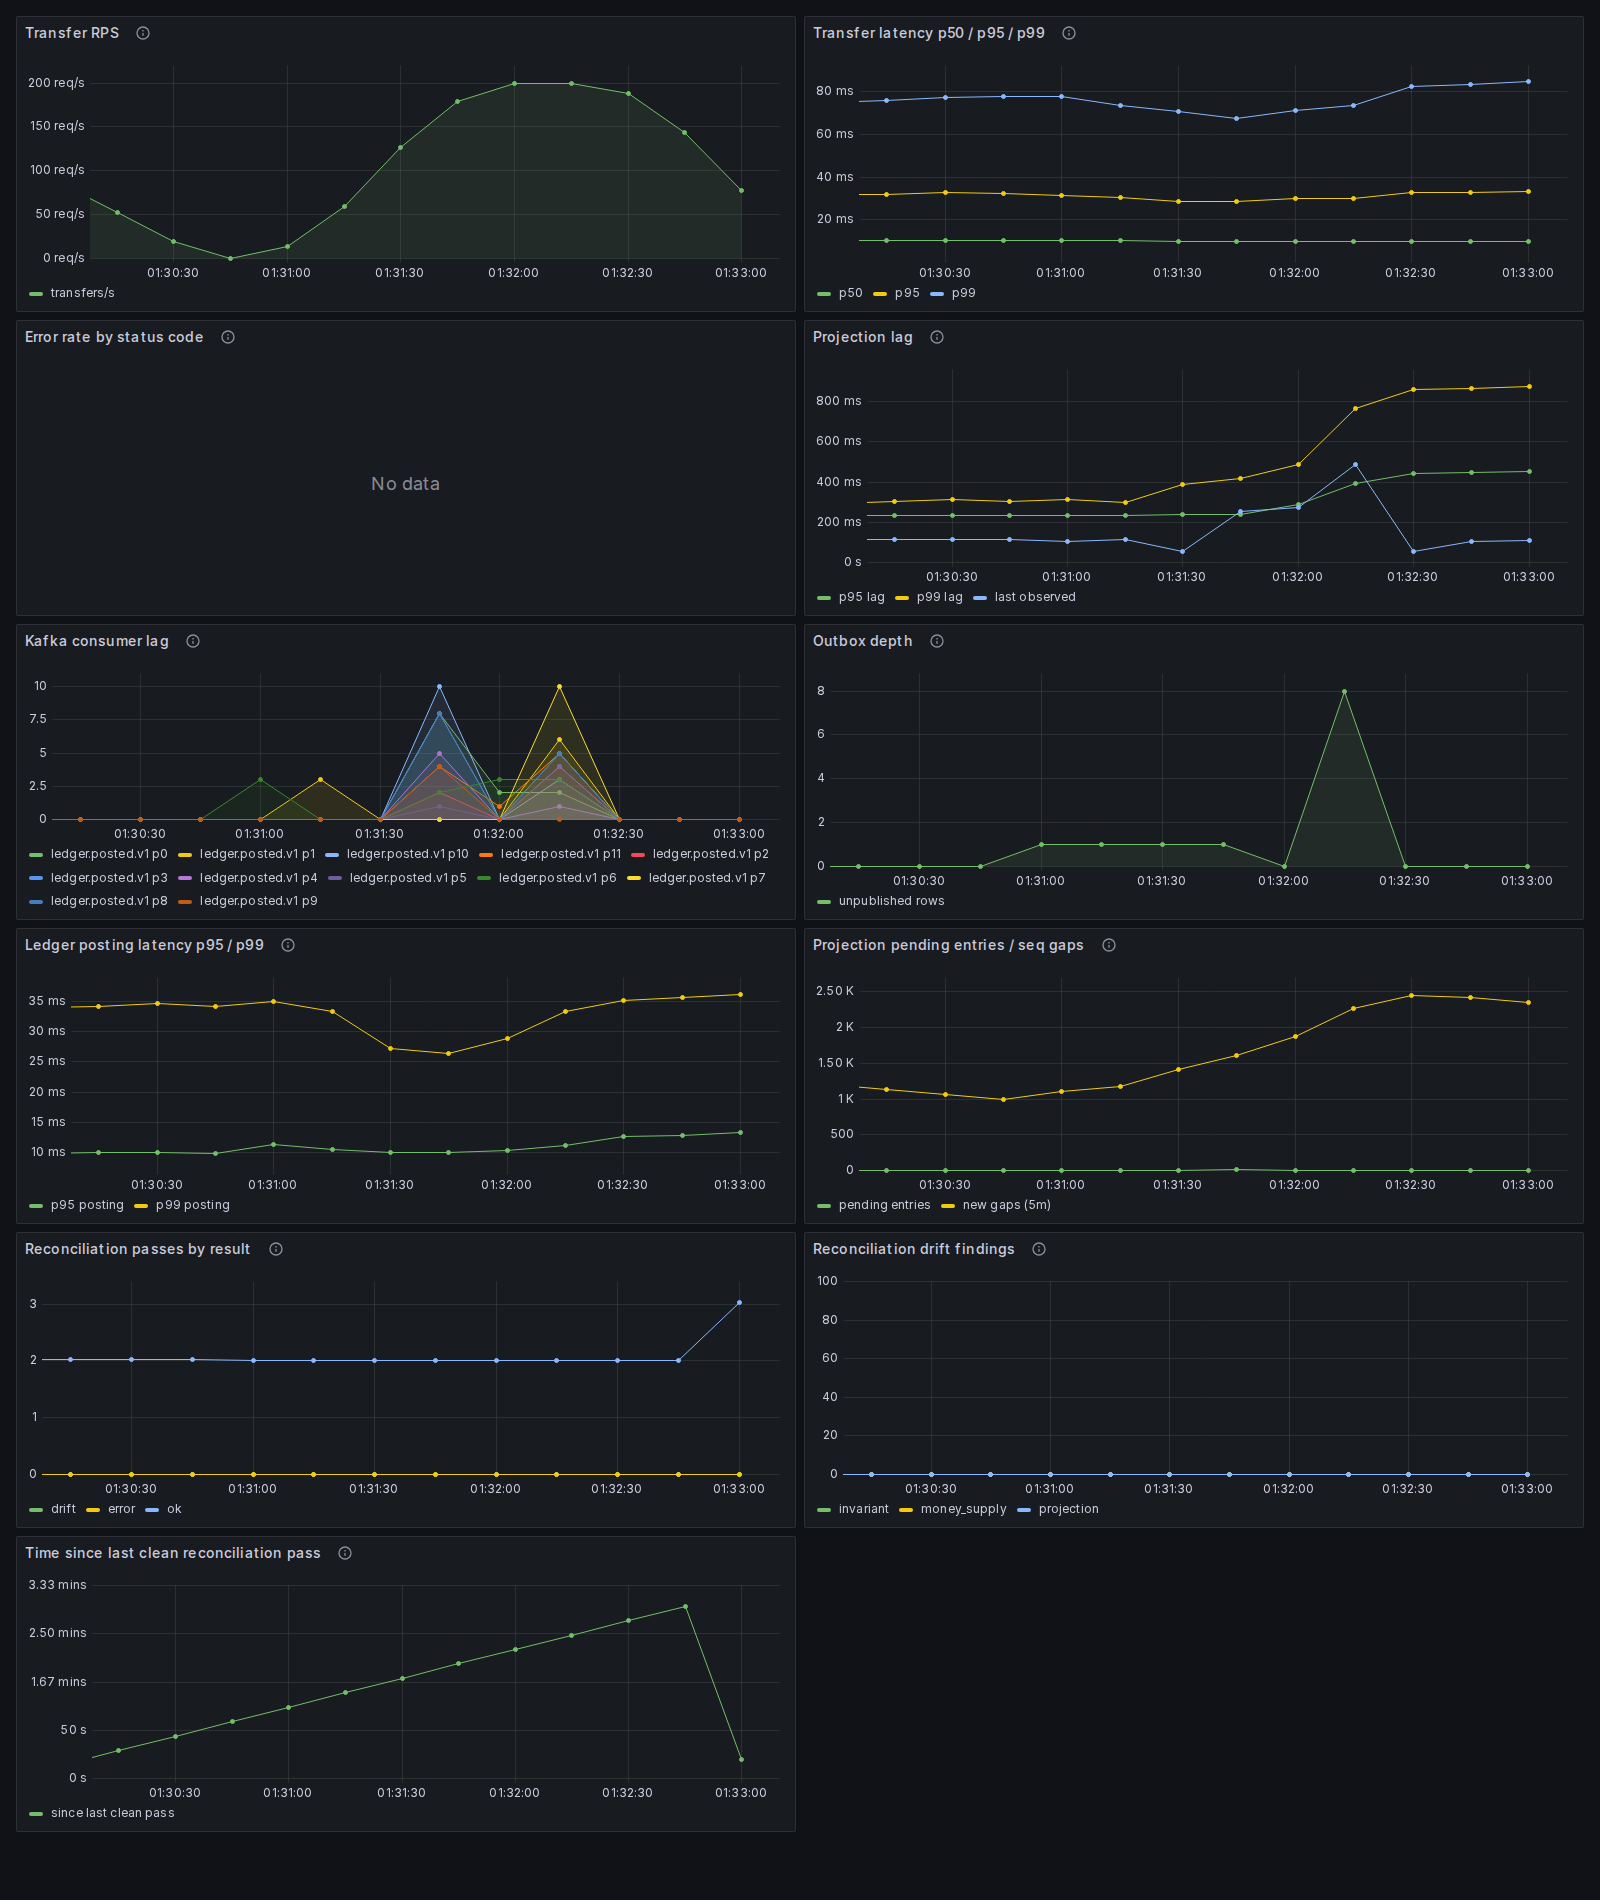 Transfer RPS
200 req/s
150 req/s
100 req/s
50 req/s
0 req/s
01:30:30 01:31:00 01:31:30 01:32:00 01:32:30 01:33:00
transfers/s
Transfer latency p50 / p95 / p99
80 ms
60 ms
40 ms
20 ms
01:30:30 01:31:00 01:31:30 01:32:00 01:32:30 01:33:00
p50 p95 p99
Error rate by status code
No data
Projection lag
800 ms
600 ms
400 ms
200 ms
0 s
01:30:30 01:31:00 01:31:30 01:32:00 01:32:30 01:33:00
p95 lag p99 lag last observed
Kafka consumer lag
10
7.5
5
2.5
0
01:30:30 01:31:00 01:31:30 01:32:00 01:32:30 01:33:00
ledger.posted.v1 p0 ledger.posted.v1 p1 ledger.posted.v1 p10 ledger.posted.v1 p11 ledger.posted.v1 p2
ledger.posted.v1 p3 ledger.posted.v1 p4 ledger.posted.v1 p5 ledger.posted.v1 p6 ledger.posted.v1 p7
ledger.posted.v1 p8 ledger.posted.v1 p9
Outbox depth
8
6
4
2
0
01:30:30 01:31:00 01:31:30 01:32:00 01:32:30 01:33:00
unpublished rows
Ledger posting latency p95 / p99
35 ms
30 ms
25 ms
20 ms
15 ms
10 ms
01:30:30 01:31:00 01:31:30 01:32:00 01:32:30 01:33:00
p95 posting p99 posting
Projection pending entries / seq gaps
2.50 K
2 K
1.50 K
1 K
500
0
01:30:30 01:31:00 01:31:30 01:32:00 01:32:30 01:33:00
pending entries new gaps (5m)
Reconciliation passes by result
3
2
1
0
01:30:30 01:31:00 01:31:30 01:32:00 01:32:30 01:33:00
drift error ok
Reconciliation drift findings
100
80
60
40
20
0
01:30:30 01:31:00 01:31:30 01:32:00 01:32:30 01:33:00
invariant money_supply projection
Time since last clean reconciliation pass
3.33 mins
2.50 mins
1.67 mins
50 s
0 s
01:30:30 01:31:00 01:31:30 01:32:00 01:32:30 01:33:00
since last clean pass